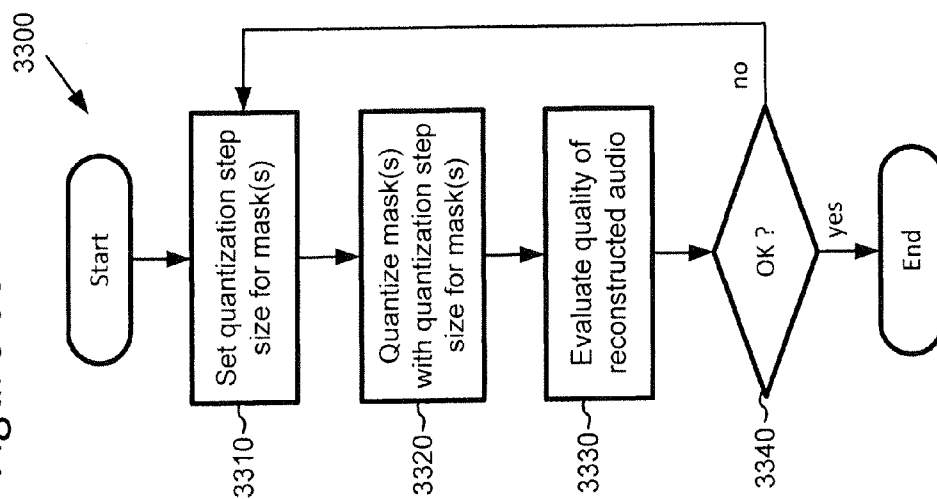 3300
Start
3310
Set quantization step
size for mask(s)
3320
Quantize mask(s)
with quantization step
size for mask(s)
3330
Evaluate quality of
reconstructed audio
3340
OK ?
no
yes
End